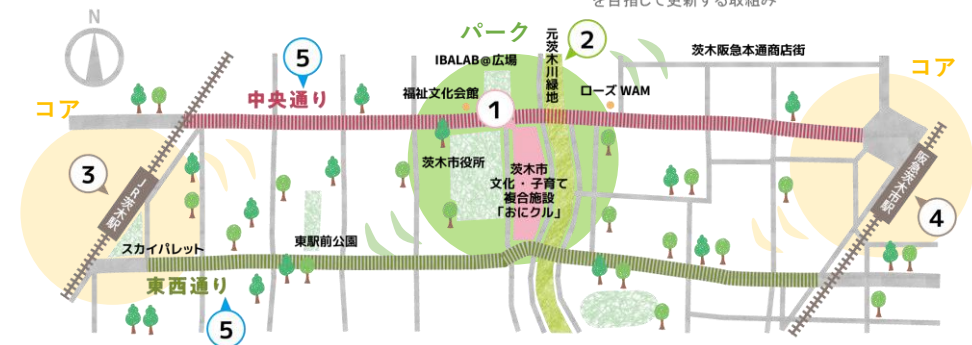 を目指して更新する取組み
N
パーク
2
元茨木川緑地
5
IBALAB@広場
茨木阪急本通商店街
コア
コア
中央通り
福祉文化会館
1
ローズ WAM
3
JR茨木駅
茨木市役所
茨木市
文化・子育て
複合施設
「おにクル」
阪急茨木市駅
4
スカイパレット
東駅前公園
東西通り
5